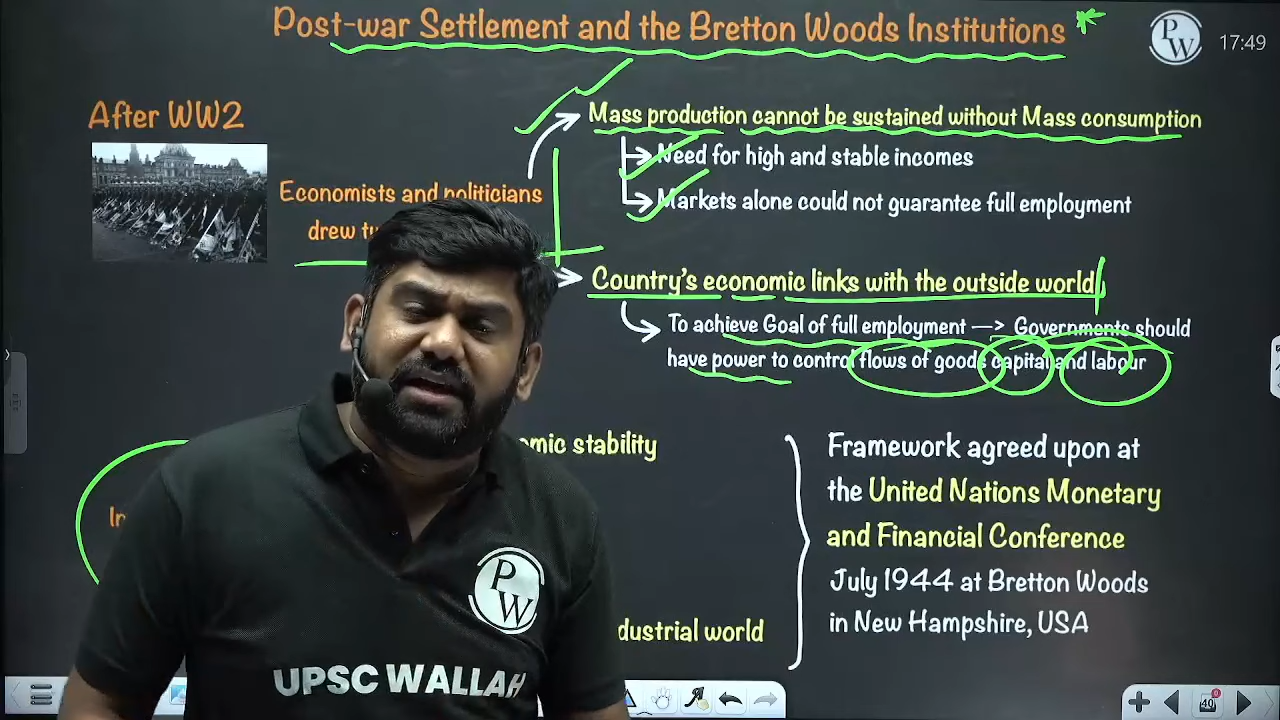 Post-war Settlement and the Bretton Woods Institutions
PW
17:49
After WW2
Mass production cannot be sustained without Mass consumption
Need for high and stable incomes
Markets alone could not guarantee full employment
Economists and politicians
drew
Country's economic links with the outside world
To achieve Goal of full employment —> Governments should
have power to control flows of goods capital and labour
stability
Framework agreed upon at
the United Nations Monetary
and Financial Conference
July 1944 at Bretton Woods
in New Hampshire, USA
world
PW
UPSC WALLAH
40